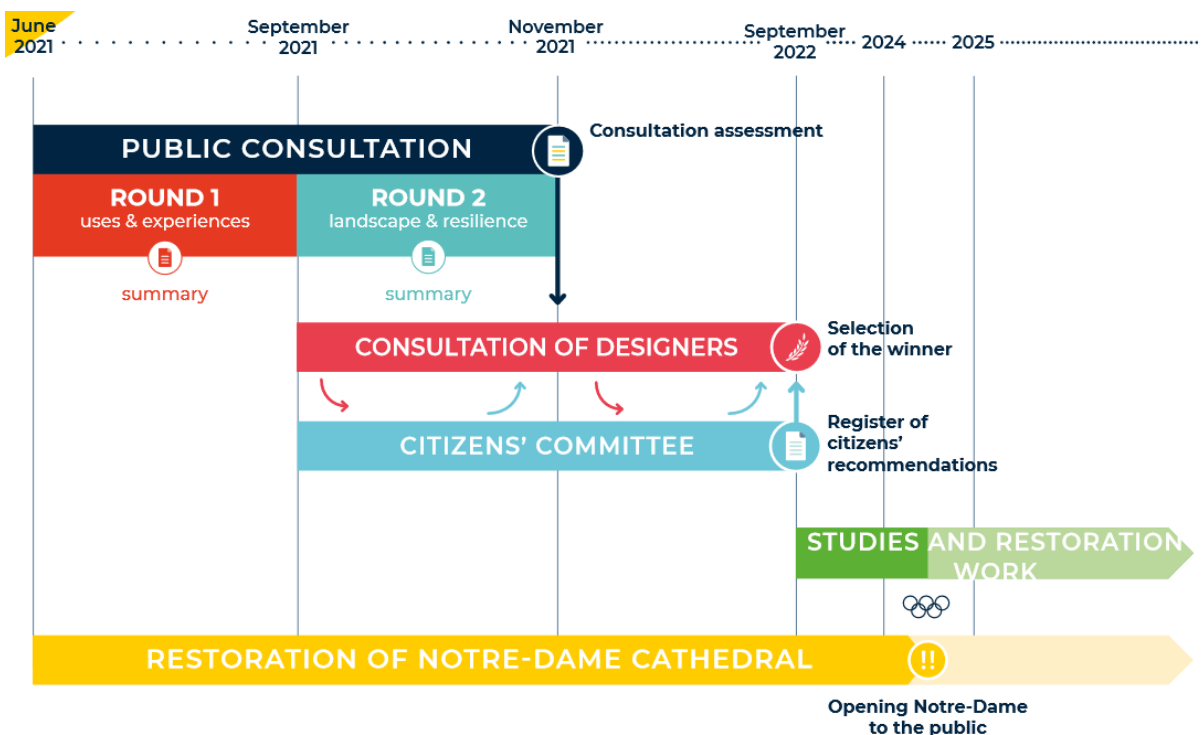 June
2021
September
2021
November
2021
September
2022
2024
2025
PUBLIC CONSULTATION
Consultation assessment
ROUND 1
uses & experiences
summary
ROUND 2
landscape & resilience
summary
CONSULTATION OF DESIGNERS
Selection
of the winner
CITIZENS’ COMMITTEE
Register of
citizens’
recommendations
STUDIES AND RESTORATION
WORK
RESTORATION OF NOTRE-DAME CATHEDRAL
!!
Opening Notre-Dame
to the public